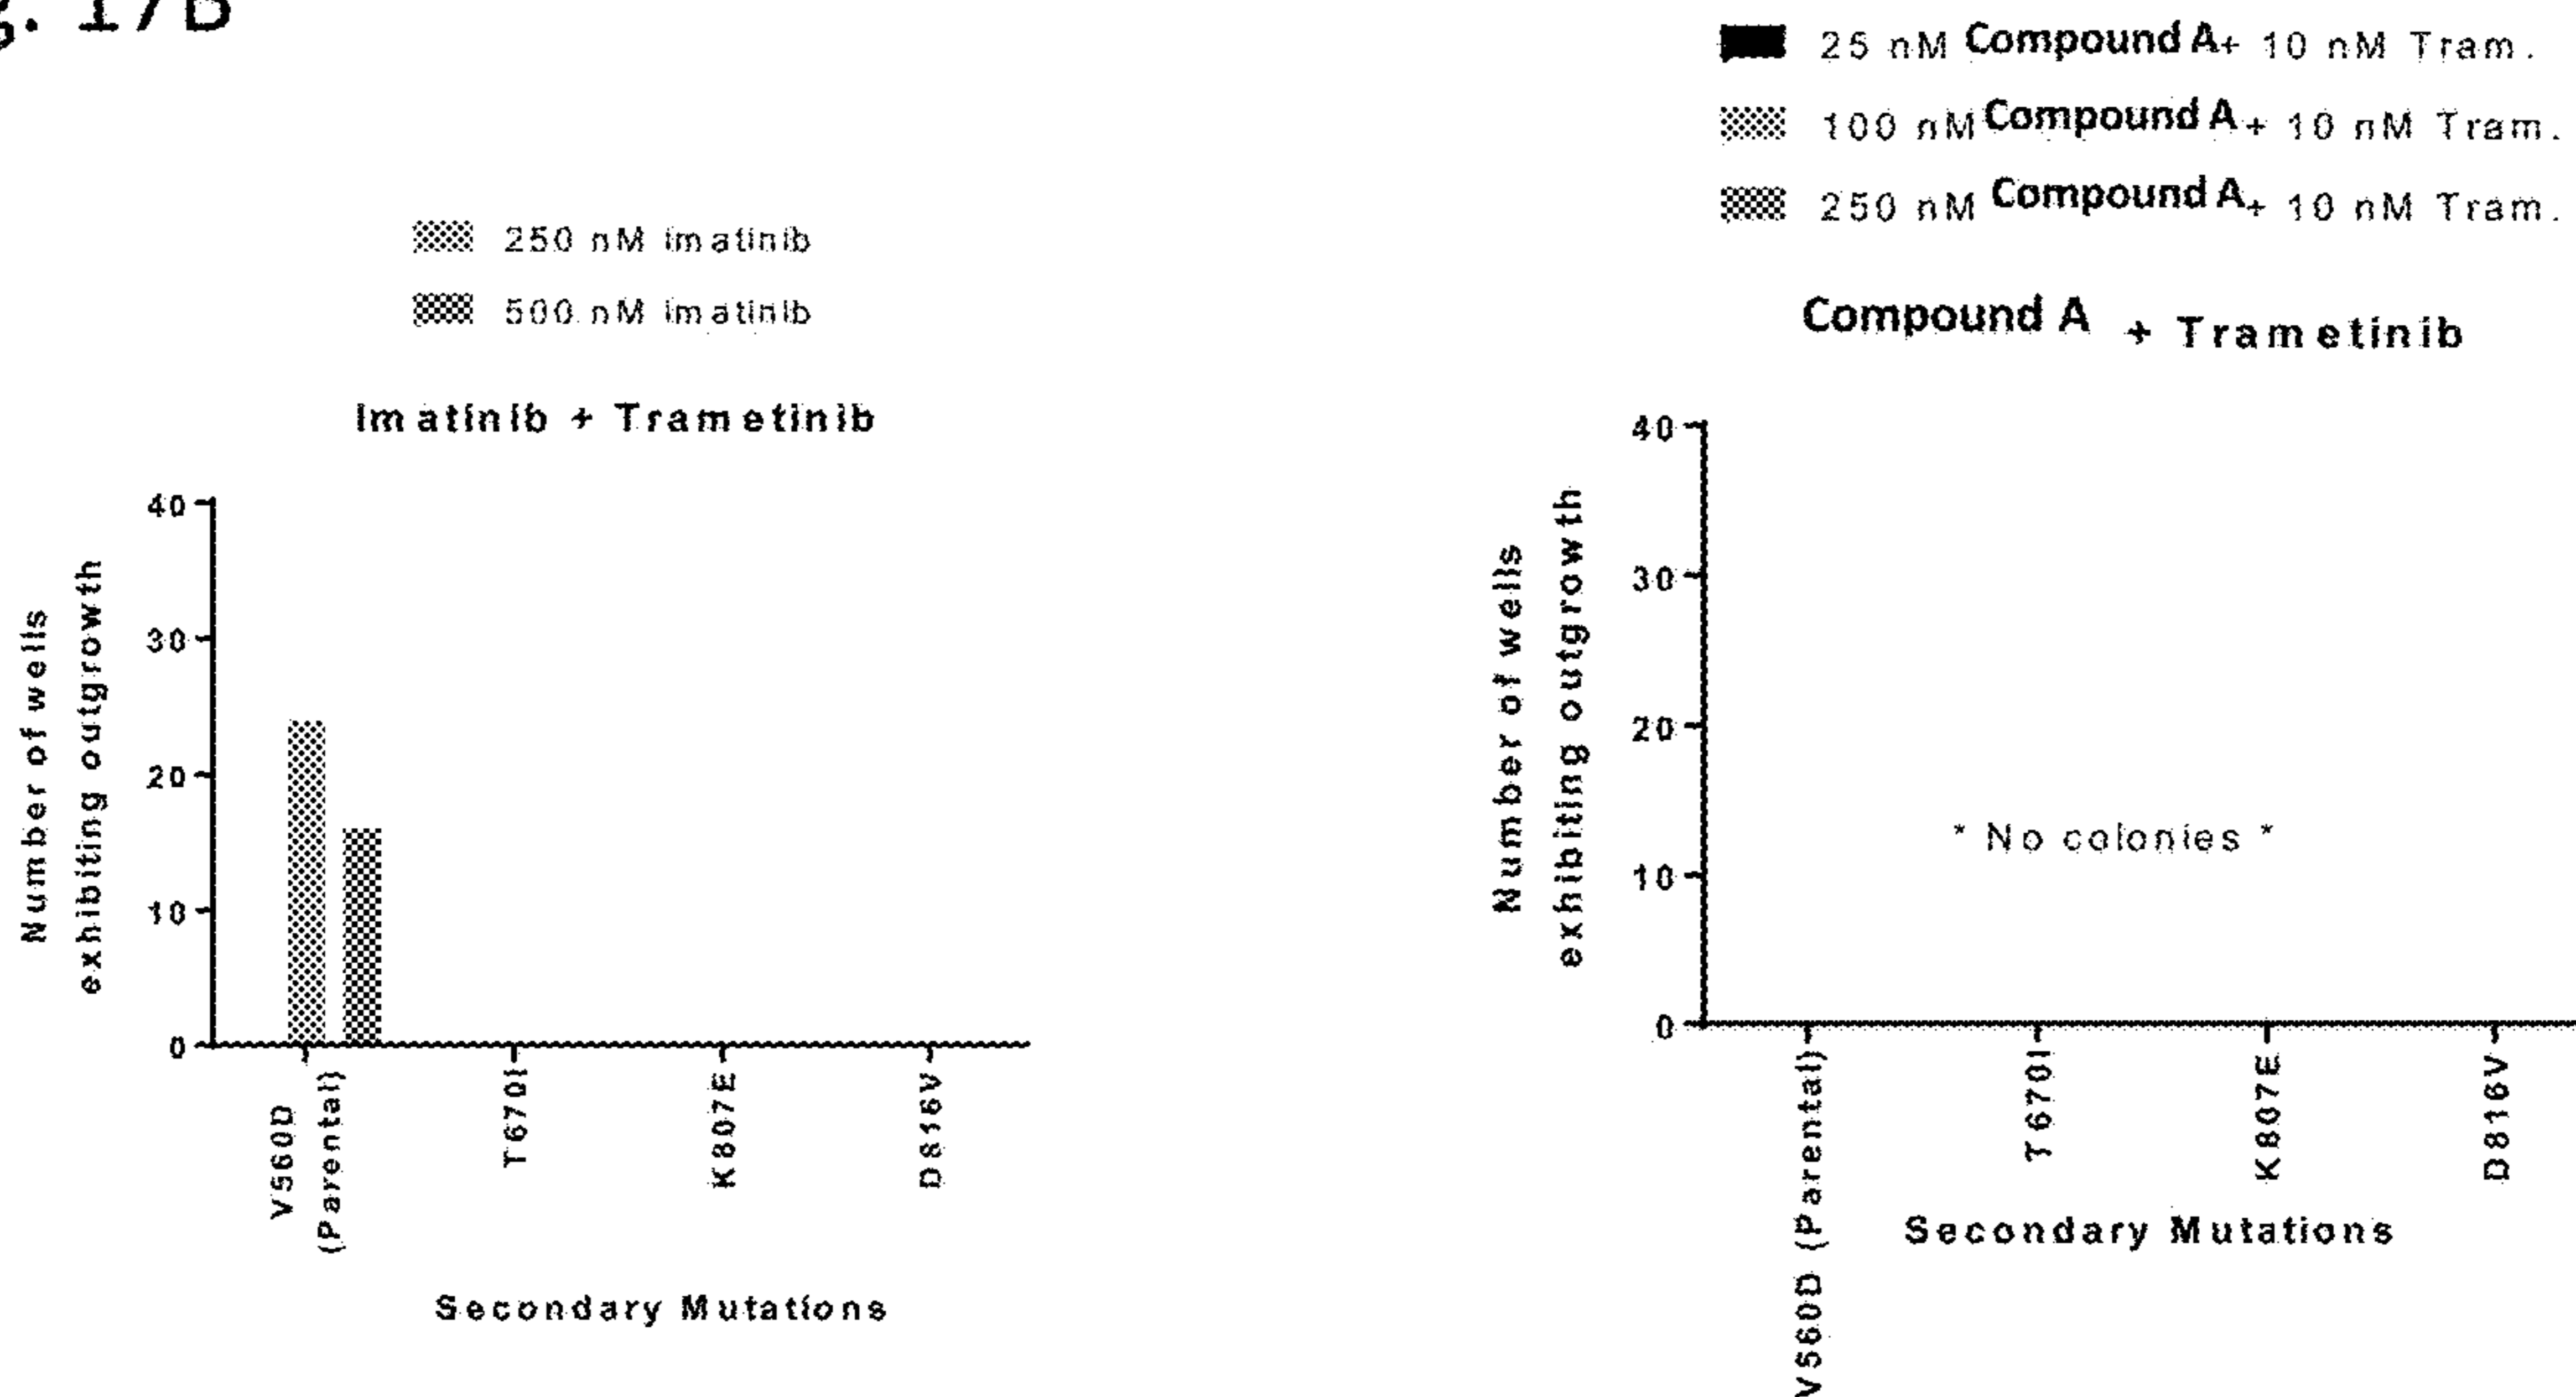 g. 17B
250 nM imatinib
500 nM imatinib
Imatinib + Trametinib
Number of wells
exhibiting outgrowth
40
30
20
10
0
V560D
(Parental)
T670I
K807E
D816V
Secondary Mutations
25 nM Compound A + 10 nM Tram.
100 nM Compound A + 10 nM Tram.
250 nM Compound A + 10 nM Tram.
Compound A + Trametinib
Number of wells
exhibiting outgrowth
40
30
20
10
0
* No colonies *
V560D (Parental)
T670I
K807E
D816V
Secondary Mutations